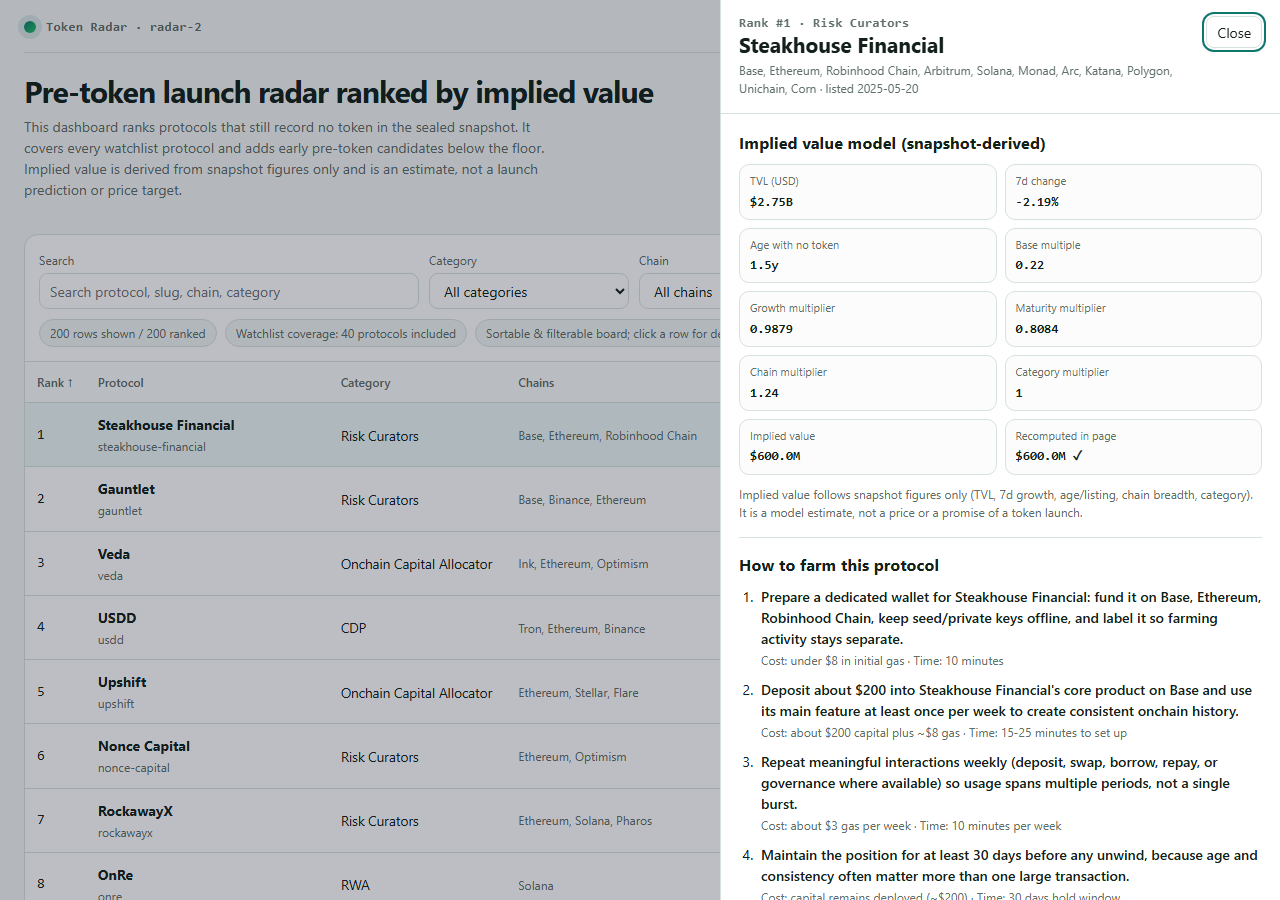 Token Radar · radar-2
Pre-token launch radar ranked by implied value
This dashboard ranks protocols that still record no token in the sealed snapshot. It
covers every watchlist protocol and adds early pre-token candidates below the floor.
Implied value is derived from snapshot figures only and is an estimate, not a launch
prediction or price target.
Search
Category
Chain
Search protocol, slug, chain, category
All categories
All chains
200 rows shown / 200 ranked
Watchlist coverage: 40 protocols included
Sortable & filterable board; click a row for de
Rank ↑
Protocol
Category
Chains
1
Steakhouse Financial
steakhouse-financial
Risk Curators
Base, Ethereum, Robinhood Chain
2
Gauntlet
gauntlet
Risk Curators
Base, Binance, Ethereum
3
Veda
veda
Onchain Capital Allocator
Ink, Ethereum, Optimism
4
USDD
usdd
CDP
Tron, Ethereum, Binance
5
Upshift
upshift
Onchain Capital Allocator
Ethereum, Stellar, Flare
6
Nonce Capital
nonce-capital
Risk Curators
Ethereum, Optimism
7
RockawayX
rockawayx
Risk Curators
Ethereum, Solana, Pharos
8
OnRe
onre
RWA
Solana
Rank #1 · Risk Curators
Steakhouse Financial
Base, Ethereum, Robinhood Chain, Arbitrum, Solana, Monad, Arc, Katana, Polygon,
Unichain, Corn · listed 2025-05-20
Close
Implied value model (snapshot-derived)
TVL (USD)
$2.75B
7d change
-2.19%
Age with no token
1.5y
Base multiple
0.22
Growth multiplier
0.9879
Maturity multiplier
0.8084
Chain multiplier
1.24
Category multiplier
1
Implied value
$600.0M
Recomputed in page
$600.0M ✓
Implied value follows snapshot figures only (TVL, 7d growth, age/listing, chain breadth, category).
It is a model estimate, not a price or a promise of a token launch.
How to farm this protocol
1. Prepare a dedicated wallet for Steakhouse Financial: fund it on Base, Ethereum,
Robinhood Chain, keep seed/private keys offline, and label it so farming
activity stays separate.
Cost: under $8 in initial gas · Time: 10 minutes
2. Deposit about $200 into Steakhouse Financial's core product on Base and use
its main feature at least once per week to create consistent onchain history.
Cost: about $200 capital plus ~$8 gas · Time: 15-25 minutes to set up
3. Repeat meaningful interactions weekly (deposit, swap, borrow, repay, or
governance where available) so usage spans multiple periods, not a single
burst.
Cost: about $3 gas per week · Time: 10 minutes per week
4. Maintain the position for at least 30 days before any unwind, because age and
consistency often matter more than one large transaction.
Cost: capital remains deployed (~$200) · Time: 30 days hold window